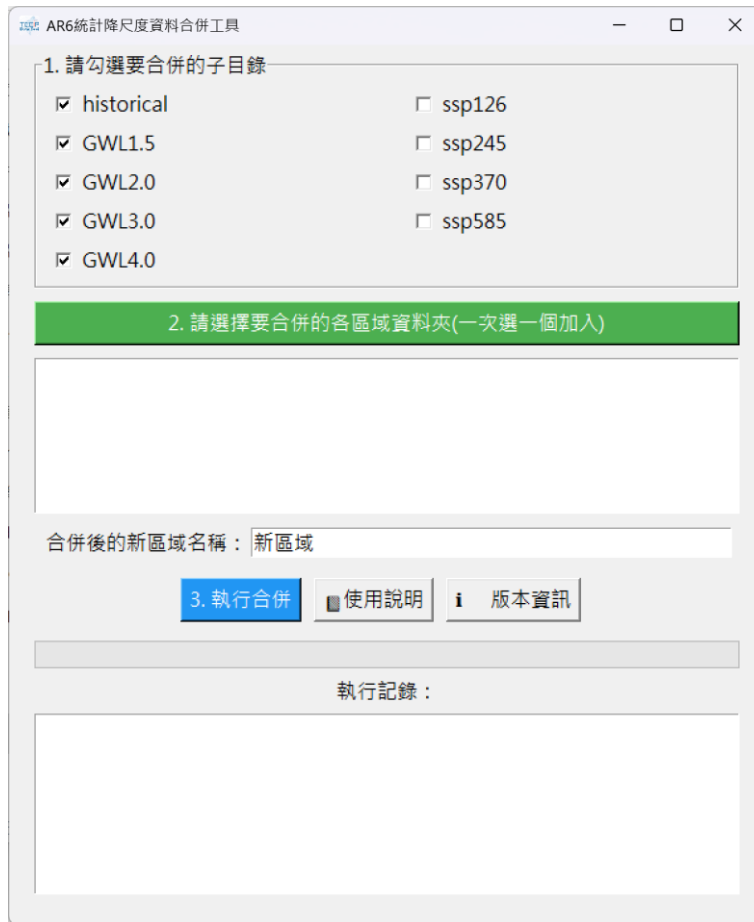 AR6統計降尺度資料合併工具
1. 請勾選要合併的子目錄
historical
ssp126
GWL1.5
ssp245
GWL2.0
ssp370
GWL3.0
ssp585
GWL4.0
2. 請選擇要合併的各區域資料夾(一次選一個加入)
合併後的新區域名稱： 新區域
3. 執行合併 使用說明 i 版本資訊
執行記錄：